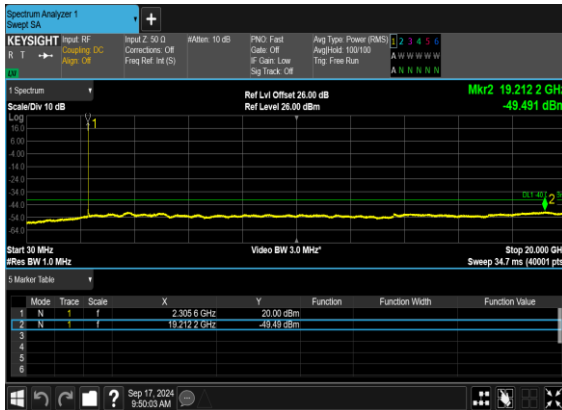 Spectrum Analyzer 1
Swept SA
+
KEYSIGHT
R T
Input: RF
Coupling: DC
Align: Off
Input Z: 50 Ω
Corrections: Off
Freq Ref: Int (S)
#Atten: 10 dB
PNO: Fast
Gate: Off
IF Gain: Low
Sig Track: Off
Avg Type: Power (RMS)
Avg|Hold: 100/100
Trig: Free Run
1 2 3 4 5 6
A W W W W W
A N N N N N
1 Spectrum
Scale/Div 10 dB
Ref Lvl Offset 26.00 dB
Ref Level 26.00 dBm
Mkr2 19.212 2 GHz
-49.491 dBm
Log
16.0
6.00
-4.00
-14.0
-24.0
-34.0
-44.0
-54.0
-64.0
1
2
Start 30 MHz
#Res BW 1.0 MHz
Video BW 3.0 MHz*
Stop 20.000 GHz
Sweep 34.7 ms (40001 pts)
5 Marker Table
Mode Trace Scale X Y Function Function Width Function Value
1 N 1 f 2.305 6 GHz 20.00 dBm
2 N 1 f 19.212 2 GHz -49.49 dBm
3
4
5
6
?
Sep 17, 2024
9:50:03 AM